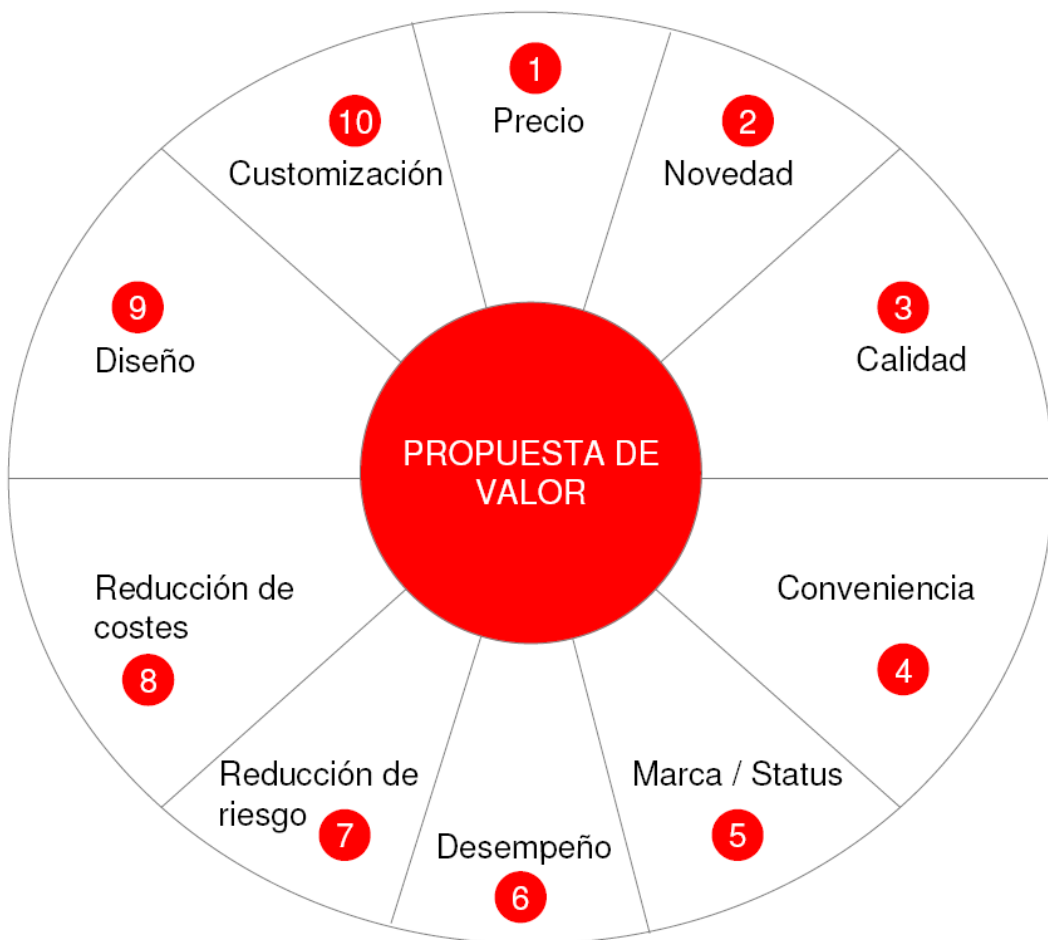 1
Precio
2
Novedad
3
Calidad
Conveniencia
4
Marca / Status
5
Desempeño
6
Reducción de
riesgo
7
Reducción de
costes
8
9
Diseño
10
Customización
PROPUESTA DE
VALOR